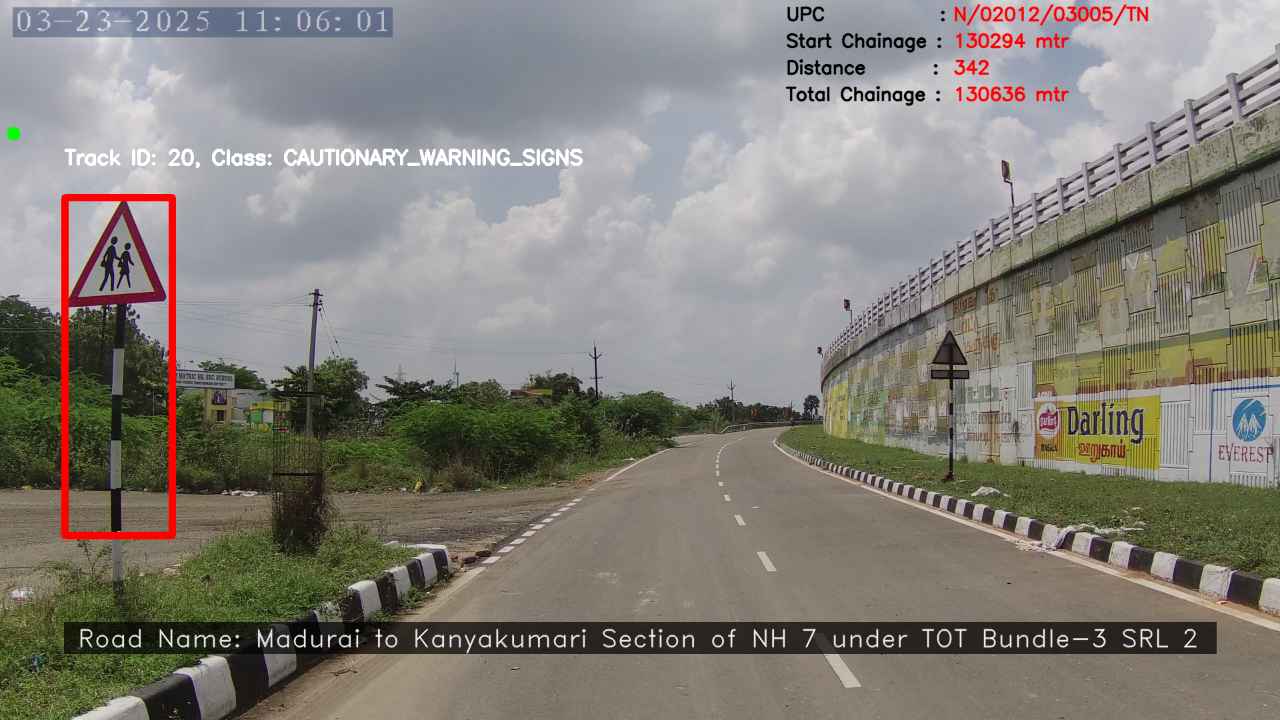 03-23-2025 11:06:01
UPC : N/02012/03005/TN
Start Chainage : 130294 mtr
Distance : 342
Total Chainage : 130636 mtr
Track ID: 20, Class: CAUTIONARY_WARNING_SIGNS
Darling
ஊறுகாய்
EVEREST
Road Name: Madurai to Kanyakumari Section of NH 7 under TOT Bundle-3 SRL 2